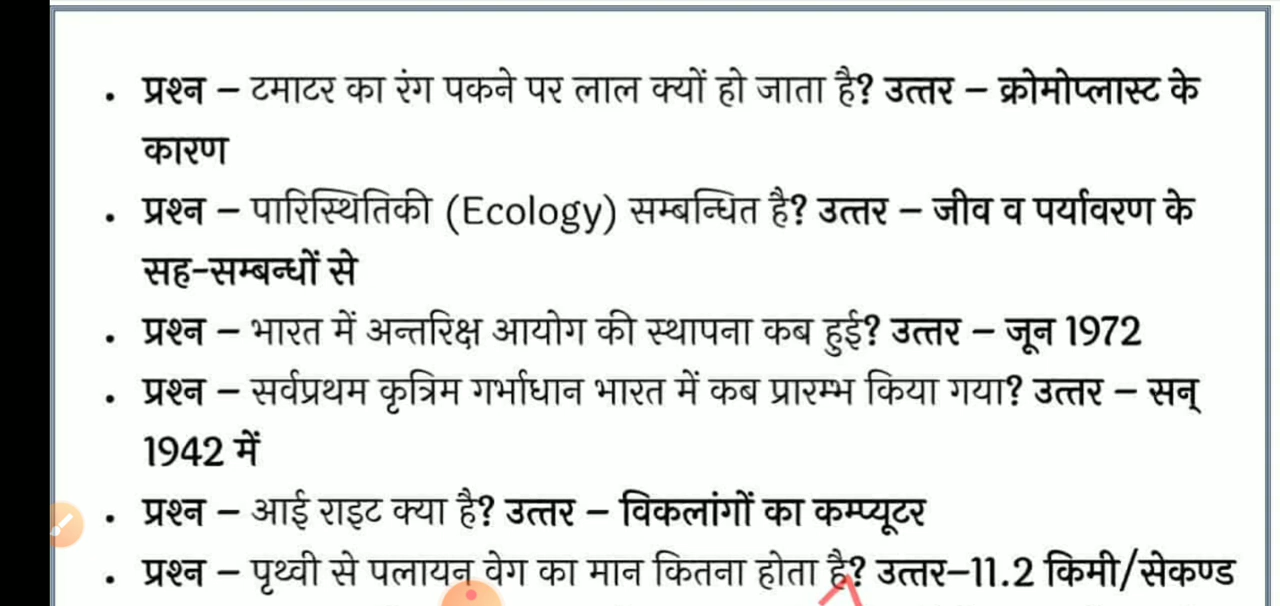 • प्रश्न – टमाटर का रंग पकने पर लाल क्यों हो जाता है? उत्तर – क्रोमोप्लास्ट के
कारण
• प्रश्न – पारिस्थितिकी (Ecology) सम्बन्धित है? उत्तर – जीव व पर्यावरण के
सह-सम्बन्धों से
• प्रश्न – भारत में अन्तरिक्ष आयोग की स्थापना कब हुई? उत्तर – जून 1972
• प्रश्न – सर्वप्रथम कृत्रिम गर्भाधान भारत में कब प्रारम्भ किया गया? उत्तर – सन्
1942 में
• प्रश्न – आई राइट क्या है? उत्तर – विकलांगों का कम्प्यूटर
• प्रश्न – पृथ्वी से पलायन वेग का मान कितना होता है? उत्तर–11.2 किमी/सेकण्ड